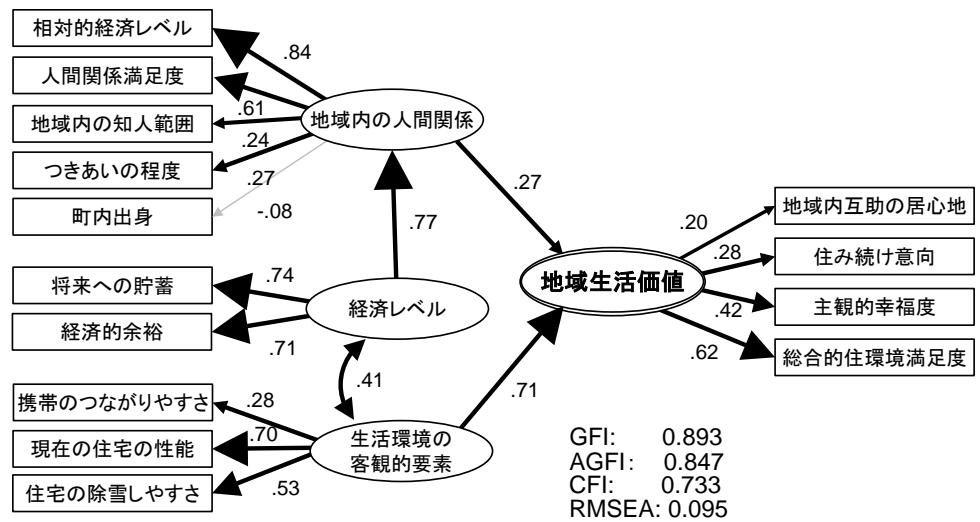 相対的経済レベル
.84
人間関係満足度
.61
地域内の知人範囲
.24
つきあいの程度
.27
町内出身
-.08
地域内の人間関係
.27
.77
将来への貯蓄
.74
経済的余裕
.71
経済レベル
.41
携帯のつながりやすさ
.28
現在の住宅の性能
.70
住宅の除雪しやすさ
.53
生活環境の
客観的要素
.71
地域生活価値
.20
地域内互助の居心地
.28
住み続け意向
.42
主観的幸福度
.62
総合的住環境満足度
GFI: 0.893
AGFI: 0.847
CFI: 0.733
RMSEA: 0.095